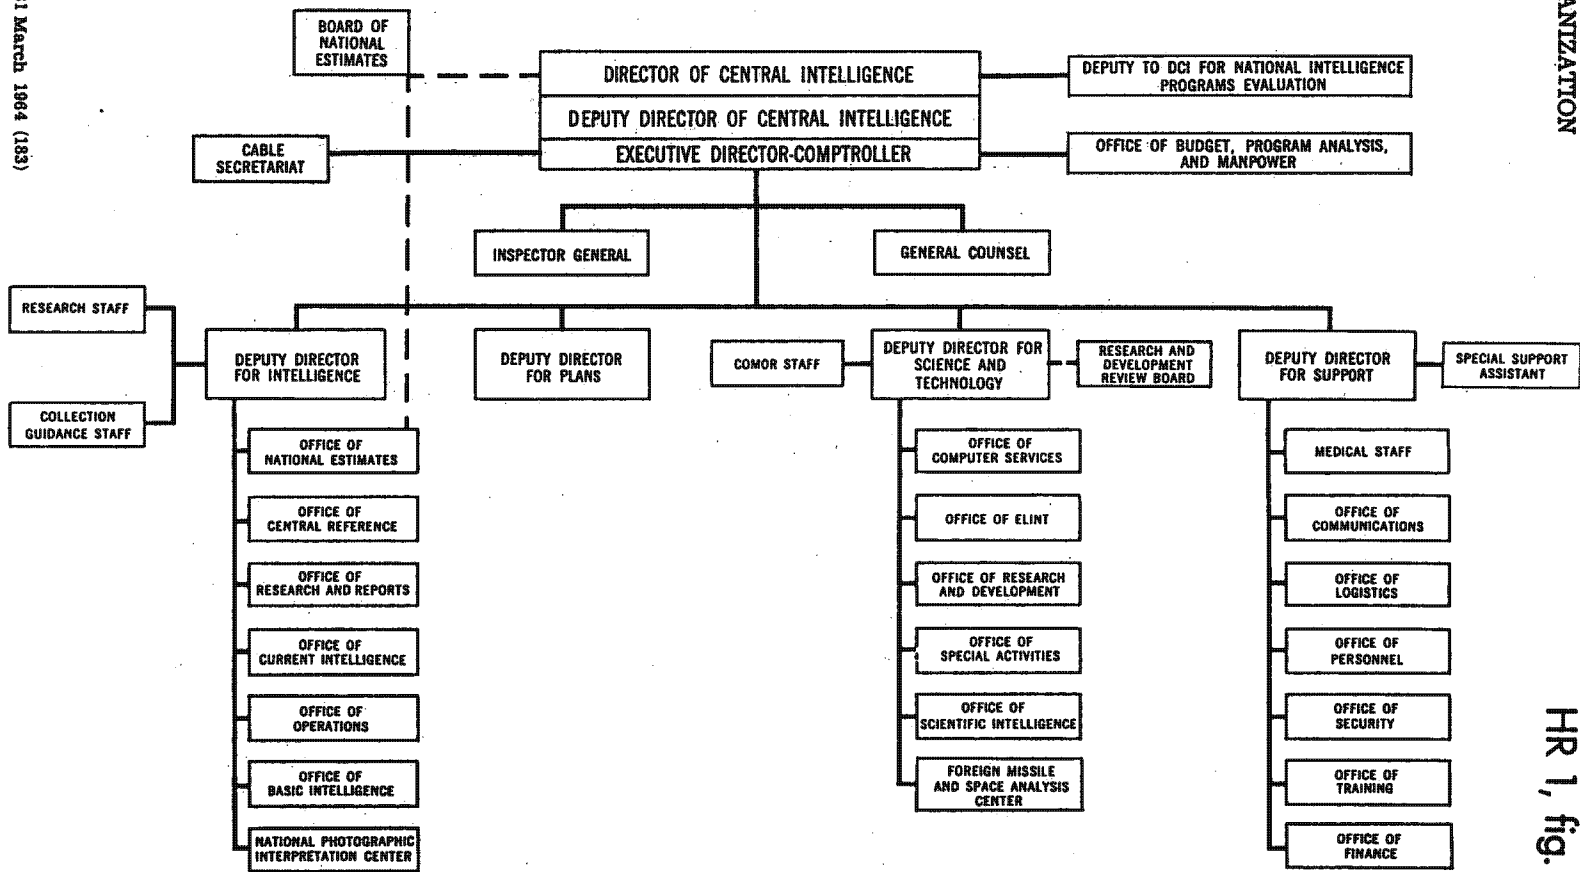 31 March 1964 (183)
ANIZATION
HR 1, fig.
BOARD OF
NATIONAL
ESTIMATES
DIRECTOR OF CENTRAL INTELLIGENCE
DEPUTY DIRECTOR OF CENTRAL INTELLIGENCE
EXECUTIVE DIRECTOR-COMPTROLLER
DEPUTY TO DCI FOR NATIONAL INTELLIGENCE
PROGRAMS EVALUATION
CABLE
SECRETARIAT
OFFICE OF BUDGET, PROGRAM ANALYSIS,
AND MANPOWER
INSPECTOR GENERAL
GENERAL COUNSEL
RESEARCH STAFF
COLLECTION
GUIDANCE STAFF
DEPUTY DIRECTOR
FOR INTELLIGENCE
DEPUTY DIRECTOR
FOR PLANS
COMOR STAFF
DEPUTY DIRECTOR FOR
SCIENCE AND
TECHNOLOGY
RESEARCH AND
DEVELOPMENT
REVIEW BOARD
DEPUTY DIRECTOR
FOR SUPPORT
SPECIAL SUPPORT
ASSISTANT
OFFICE OF
NATIONAL ESTIMATES
OFFICE OF
CENTRAL REFERENCE
OFFICE OF
RESEARCH AND REPORTS
OFFICE OF
CURRENT INTELLIGENCE
OFFICE OF
OPERATIONS
OFFICE OF
BASIC INTELLIGENCE
NATIONAL PHOTOGRAPHIC
INTERPRETATION CENTER
OFFICE OF
COMPUTER SERVICES
OFFICE OF ELINT
OFFICE OF RESEARCH
AND DEVELOPMENT
OFFICE OF
SPECIAL ACTIVITIES
OFFICE OF
SCIENTIFIC INTELLIGENCE
FOREIGN MISSILE
AND SPACE ANALYSIS
CENTER
MEDICAL STAFF
OFFICE OF
COMMUNICATIONS
OFFICE OF
LOGISTICS
OFFICE OF
PERSONNEL
OFFICE OF
SECURITY
OFFICE OF
TRAINING
OFFICE OF
FINANCE